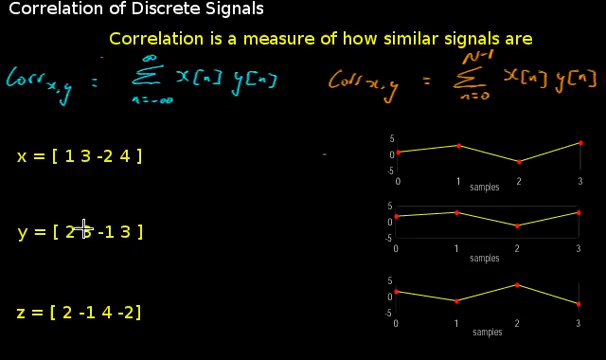 Correlation of Discrete Signals
Correlation is a measure of how similar signals are
Corr x,y = ∞ Σ n=-∞ x[n] y[n]
Corr x,y = N-1 Σ n=0 x[n] y[n]
x = [ 1 3 -2 4 ]
5
0
-5
0 1 2 3
samples
y = [ 2 3 -1 3 ]
5
0
-5
0 1 2 3
samples
z = [ 2 -1 4 -2]
5
0
-5
0 1 2 3
samples